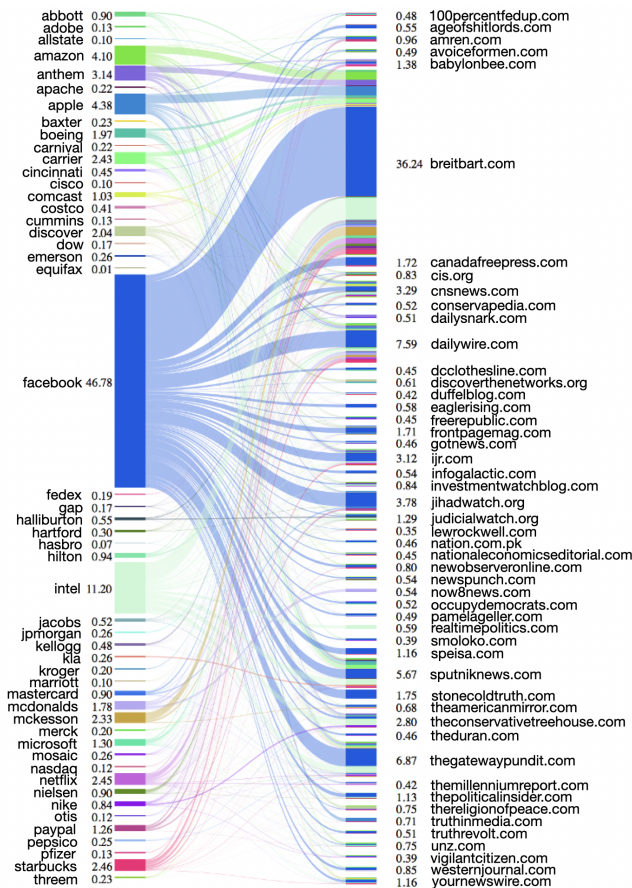 abbott 0.90
adobe 0.13
allstate 0.10
amazon 4.10
anthem 3.14
apache 0.22
apple 4.38
baxter 0.23
boeing 1.97
carnival 0.22
carrier 2.43
cincinnati 0.45
cisco 0.10
comcast 1.03
costco 0.41
cummins 0.13
discover 2.04
dow 0.17
emerson 0.26
equifax 0.01
facebook 46.78
fedex 0.19
gap 0.17
halliburton 0.55
hartford 0.30
hasbro 0.07
hilton 0.94
intel 11.20
jacobs 0.52
jpmorgan 0.26
kellogg 0.48
kla 0.26
kroger 0.20
marriott 0.10
mastercard 0.90
mcdonalds 1.78
mckesson 2.33
merck 0.20
microsoft 1.30
mosaic 0.26
nasdaq 0.12
netflix 2.45
nielsen 0.90
nike 0.84
otis 0.12
paypal 1.26
pepsico 0.25
pfizer 0.13
starbucks 2.46
threem 0.23
0.48 100percentfedup.com
0.55 ageofshitlords.com
0.96 amren.com
0.49 avoiceformen.com
1.38 babylonbee.com
36.24 breitbart.com
1.72 canadafreepress.com
0.83 cis.org
3.29 cnsnews.com
0.52 conservapedia.com
0.51 dailysnark.com
7.59 dailywire.com
0.45 dcclothesline.com
0.61 discoverthenetworks.org
0.42 duffelblog.com
0.58 eaglerising.com
0.45 freerepublic.com
1.71 frontpagemag.com
0.46 gotnews.com
3.12 ijr.com
0.54 infogalactic.com
0.84 investmentwatchblog.com
3.78 jihadwatch.org
1.29 judicialwatch.org
0.35 lewrockwell.com
0.46 nation.com.pk
0.45 nationaleconomicseditorial.com
0.80 newobserveronline.com
0.54 newspunch.com
0.54 now8news.com
0.52 occupydemocrats.com
0.49 pamelageller.com
0.59 realtimepolitics.com
0.39 smoloko.com
1.16 speisa.com
5.67 sputniknews.com
1.75 stonecoldtruth.com
0.68 theamericanmirror.com
2.80 theconservativetreehouse.com
0.46 theduran.com
6.87 thegatewaypundit.com
0.42 themillenniumreport.com
1.13 thepoliticalinsider.com
0.75 thereligionofpeace.com
0.71 truthinmedia.com
0.51 truthrevolt.com
0.75 unz.com
0.39 vigilantcitizen.com
0.85 westernjournal.com
1.16 yournewswire.com